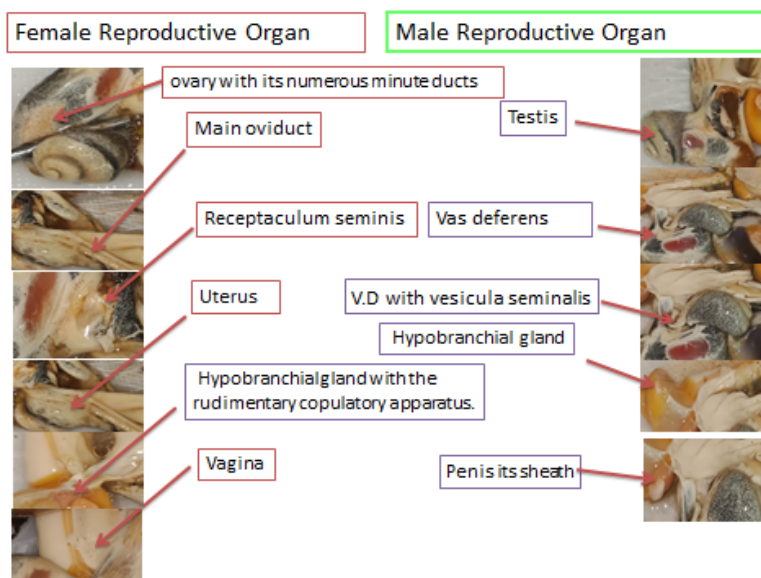 Female Reproductive Organ
Male Reproductive Organ
ovary with its numerous minute ducts
Main oviduct
Testis
Receptaculum seminis
Vas deferens
Uterus
V.D with vesicula seminalis
Hypobranchial gland
Hypobranchialgland with the
rudimentary copulatory apparatus.
Vagina
Penis its sheath